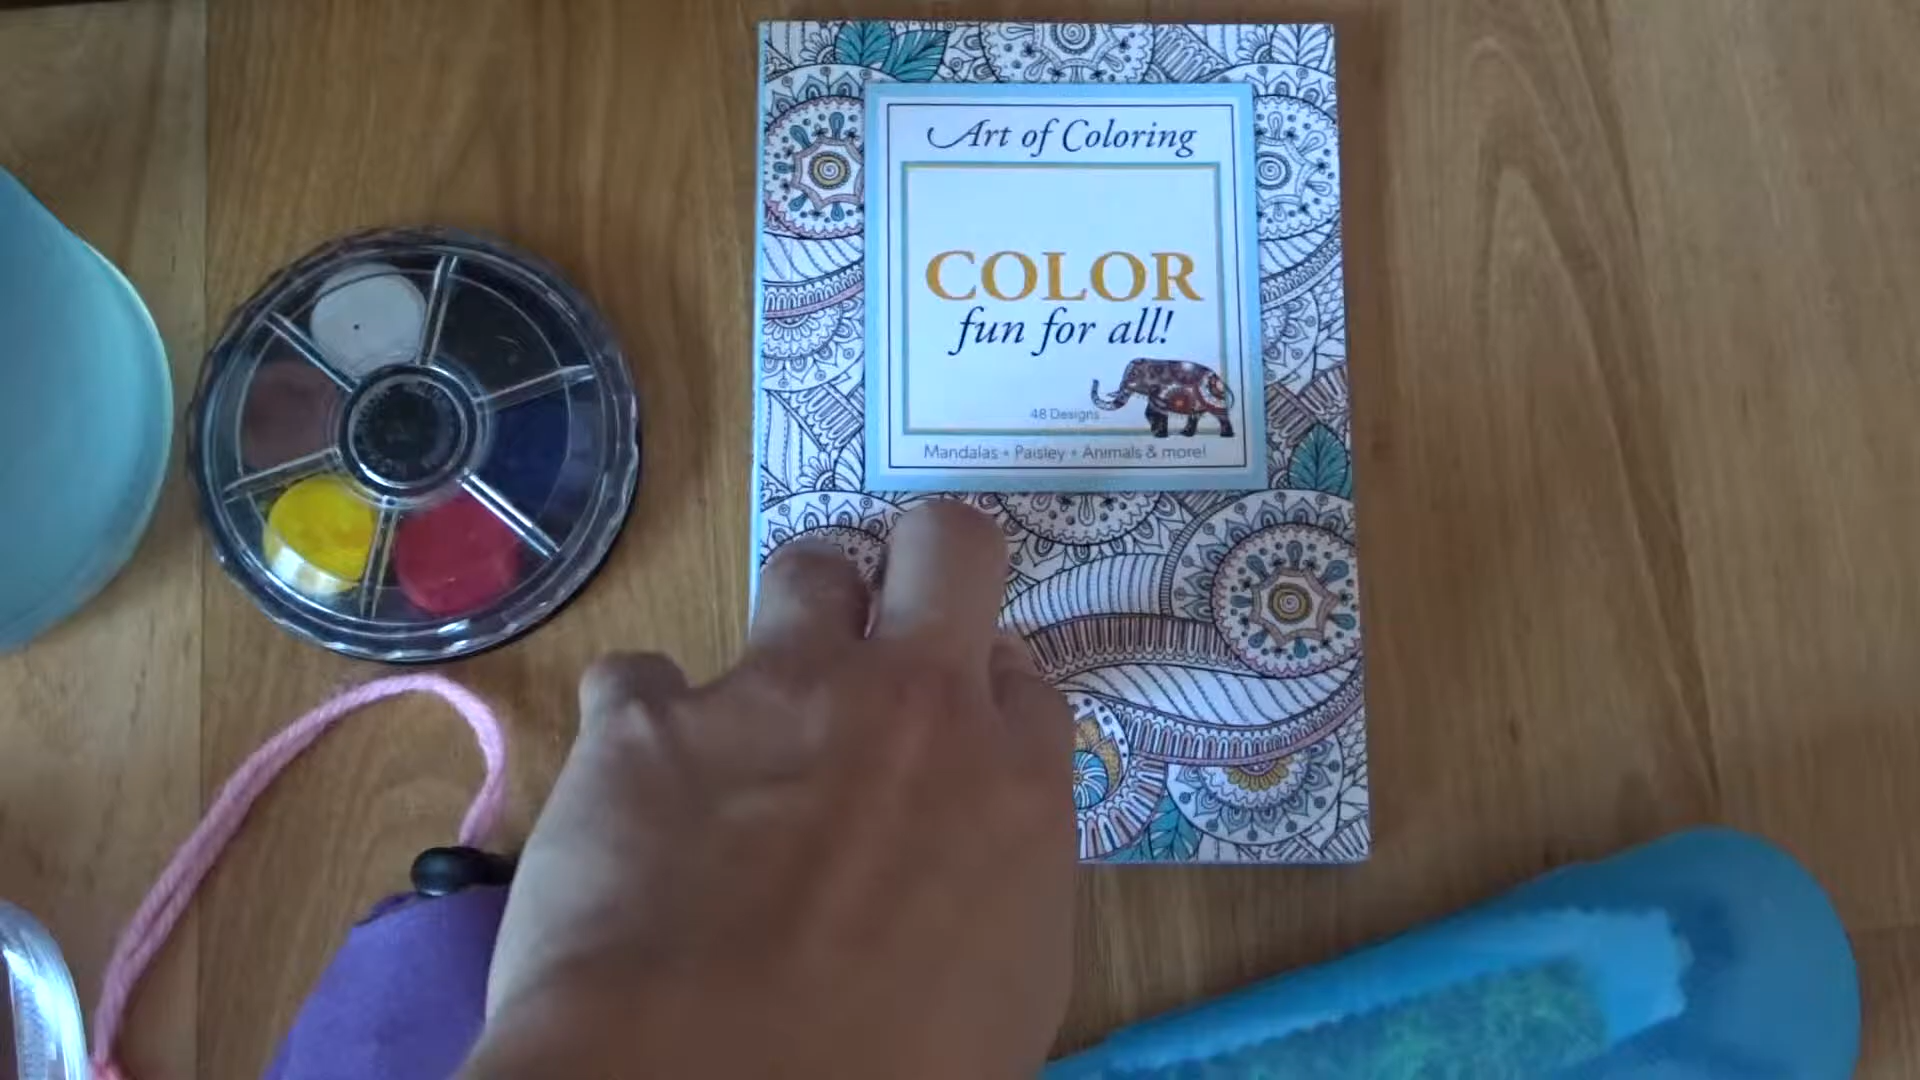 Art of Coloring
COLOR
fun for all!
48 Designs
Mandalas • Paisley • Animals & more!